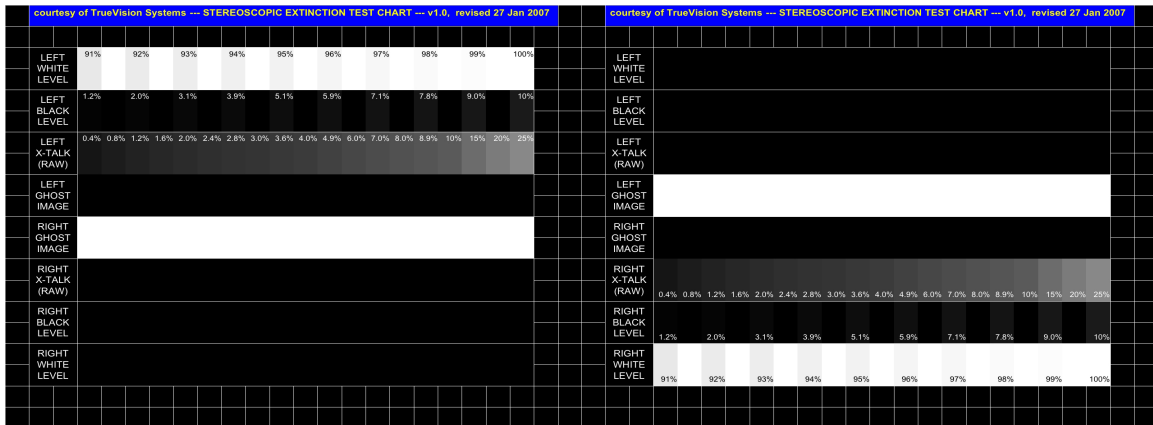 courtesy of TrueVision Systems --- STEREOSCOPIC EXTINCTION TEST CHART --- v1.0, revised 27 Jan 2007
LEFT
WHITE
LEVEL
91% 92% 93% 94% 95% 96% 97% 98% 99% 100%
LEFT
BLACK
LEVEL
1.2% 2.0% 3.1% 3.9% 5.1% 5.9% 7.1% 7.8% 9.0% 10%
LEFT
X-TALK
(RAW)
0.4% 0.8% 1.2% 1.6% 2.0% 2.4% 2.8% 3.0% 3.6% 4.0% 4.9% 6.0% 7.0% 8.0% 8.9% 10% 15% 20% 25%
LEFT
GHOST
IMAGE
RIGHT
GHOST
IMAGE
RIGHT
X-TALK
(RAW)
RIGHT
BLACK
LEVEL
RIGHT
WHITE
LEVEL
courtesy of TrueVision Systems --- STEREOSCOPIC EXTINCTION TEST CHART --- v1.0, revised 27 Jan 2007
LEFT
WHITE
LEVEL
LEFT
BLACK
LEVEL
LEFT
X-TALK
(RAW)
LEFT
GHOST
IMAGE
RIGHT
GHOST
IMAGE
RIGHT
X-TALK
(RAW)
0.4% 0.8% 1.2% 1.6% 2.0% 2.4% 2.8% 3.0% 3.6% 4.0% 4.9% 6.0% 7.0% 8.0% 8.9% 10% 15% 20% 25%
RIGHT
BLACK
LEVEL
1.2% 2.0% 3.1% 3.9% 5.1% 5.9% 7.1% 7.8% 9.0% 10%
RIGHT
WHITE
LEVEL
91% 92% 93% 94% 95% 96% 97% 98% 99% 100%